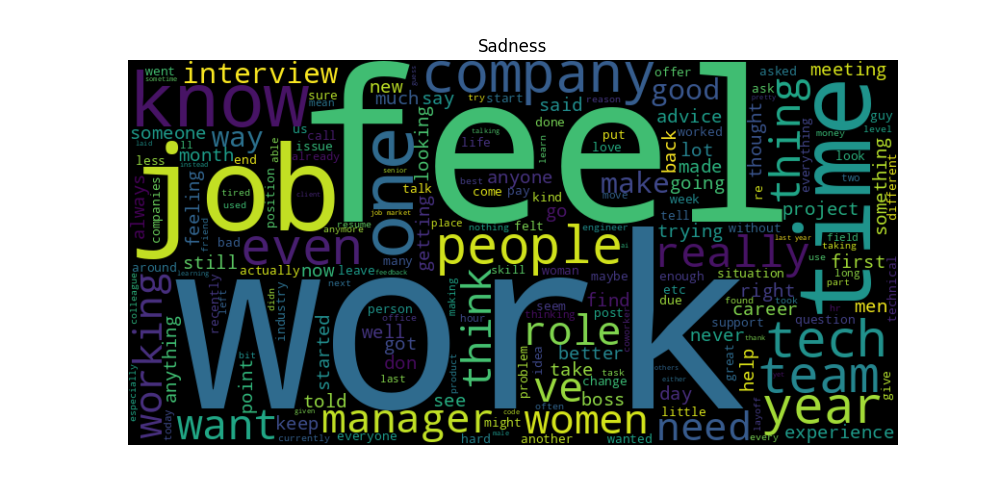 Sadness
went
sometime
interview
new
company
offer
asked
meeting
know
feel
much
say
try
start
good
reason
ask
pretty
someone
way
sure
mean
us
call
said
done
advice
worked
thought
thing
time
guy
level
money
less
month
end
issue
already
one
looking
talking
life
learn
put
love
back
lot
made
everything
look
two
always
companies
job
feeling
instead
able
position
senior
anyone
make
going
something
different
friend
tired
used
client
talk
best
come
pay
kind
move
week
re
project
resume
job market
anymore
getting
go
tell
place
nothing
felt
engineer
trying
without
last year
field
taking
bad
even
people
ai
really
use
around
still
actually
now
leave
many
long
first
part
learning
feedback
skill
woman
maybe
enough
situation
colleague
working
recently
left
didn
industry
next
work
think
making
hour
seem
thinking
find
etc
due
found
took
right
hr
men
technical
person
office
well
got
role
post
career
support
question
especially
anything
bit
point
started
don
last
product
problem
idea
better
coworker
never
great
thank
tech
help
team
told
see
ve
take
task
change
boss
others
either
day
give
today
want
given
keep
currently
everyone
manager
code
might
often
male
women
little
need
layoff
every
year
hard
another
wanted
experience